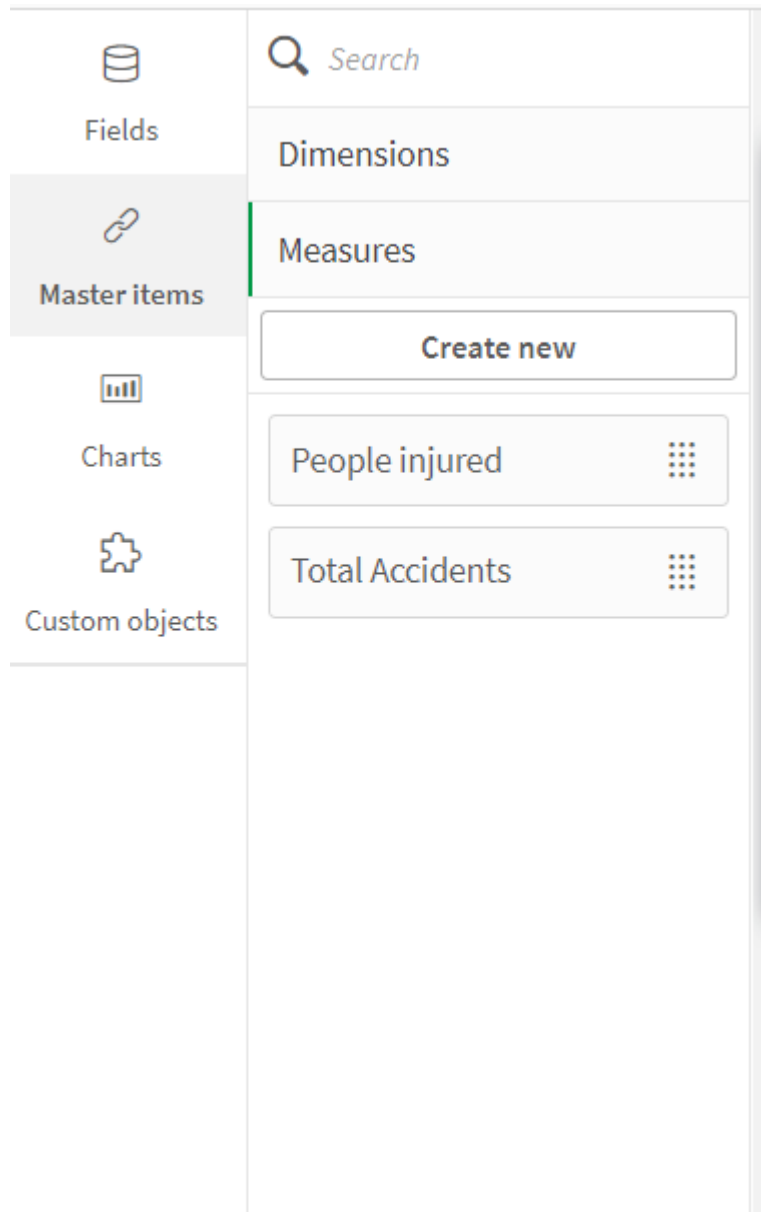 Fields
Master items
Charts
Custom objects
Search
Dimensions
Measures
Create new
People injured
Total Accidents